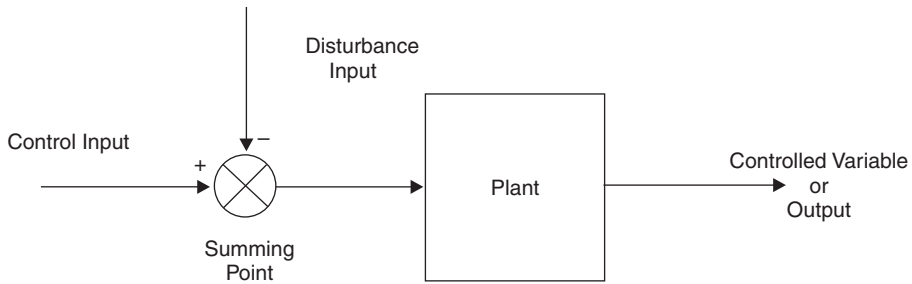 Disturbance
Input
Control Input
–
+
Plant
Controlled Variable
or
Output
Summing
Point